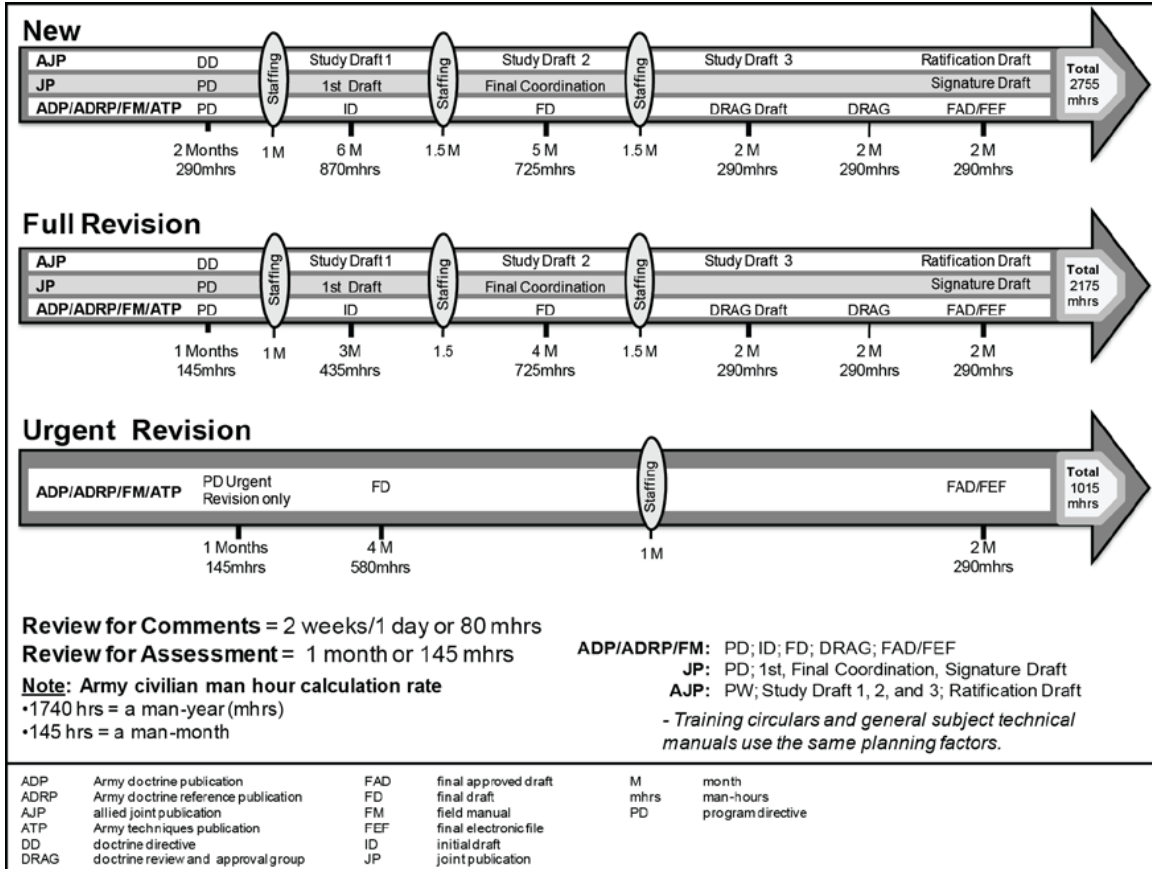 New
AJP DD Study Draft 1 Study Draft 2 Study Draft 3 Ratification Draft
JP PD 1st Draft Final Coordination Signature Draft
ADP/ADRP/FM/ATP PD ID FD DRAG Draft DRAG FAD/FEF
Staffing Staffing Staffing
Total
2755
mhrs
2 Months 1 M 6 M 1.5 M 5 M 1.5 M 2 M 2 M 2 M
290mhrs 870mhrs 725mhrs 290mhrs 290mhrs 290mhrs
Full Revision
AJP DD Study Draft 1 Study Draft 2 Study Draft 3 Ratification Draft
JP PD 1st Draft Final Coordination Signature Draft
ADP/ADRP/FM/ATP PD ID FD DRAG Draft DRAG FAD/FEF
Staffing Staffing Staffing
Total
2175
mhrs
1 Months 1 M 3M 1.5 4 M 1.5 M 2 M 2 M 2 M
145mhrs 435mhrs 725mhrs 290mhrs 290mhrs 290mhrs
Urgent Revision
ADP/ADRP/FM/ATP PD Urgent FD FAD/FEF
Revision only
Staffing
Total
1015
mhrs
1 Months 4 M 1 M 2 M
145mhrs 580mhrs 290mhrs
Review for Comments = 2 weeks/1 day or 80 mhrs
Review for Assessment = 1 month or 145 mhrs
Note: Army civilian man hour calculation rate
•1740 hrs = a man-year (mhrs)
•145 hrs = a man-month
ADP/ADRP/FM: PD; ID; FD; DRAG; FAD/FEF
JP: PD; 1st, Final Coordination, Signature Draft
AJP: PW; Study Draft 1, 2, and 3; Ratification Draft
- Training circulars and general subject technical
manuals use the same planning factors.
ADP Army doctrine publication
ADRP Army doctrine reference publication
AJP allied joint publication
ATP Army techniques publication
DD doctrine directive
DRAG doctrine review and approval group
FAD final approved draft
FD final draft
FM field manual
FEF final electronic file
ID initial draft
JP joint publication
M month
mhrs man-hours
PD program directive